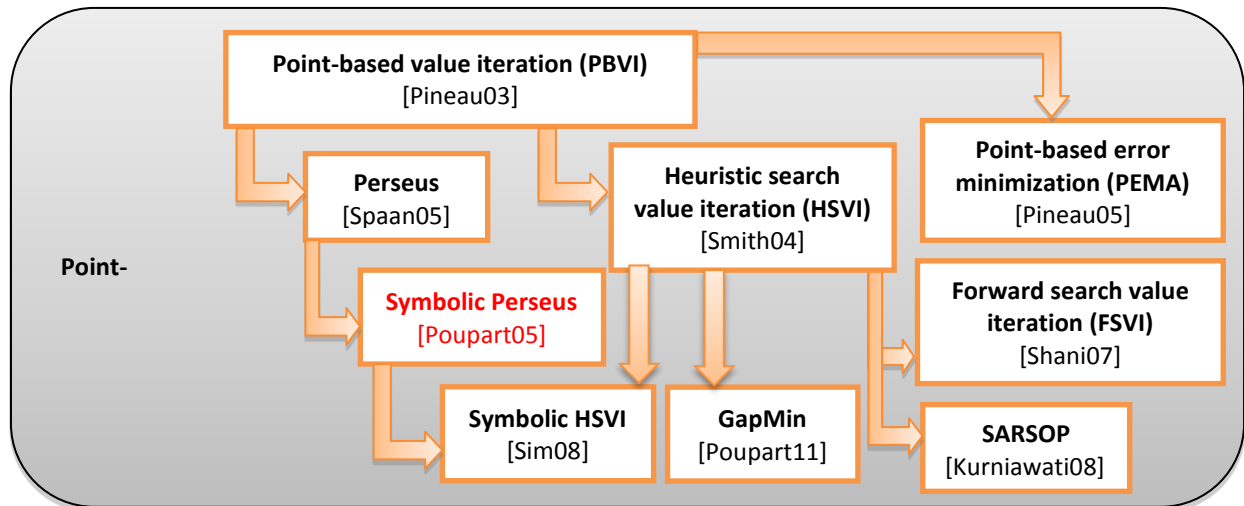 Point-based value iteration (PBVI)
[Pineau03]
Point-based error
minimization (PEMA)
[Pineau05]
Heuristic search
value iteration (HSVI)
[Smith04]
Perseus
[Spaan05]
Point-
Symbolic Perseus
[Poupart05]
Forward search value
iteration (FSVI)
[Shani07]
Symbolic HSVI
[Sim08]
GapMin
[Poupart11]
SARSOP
[Kurniawati08]